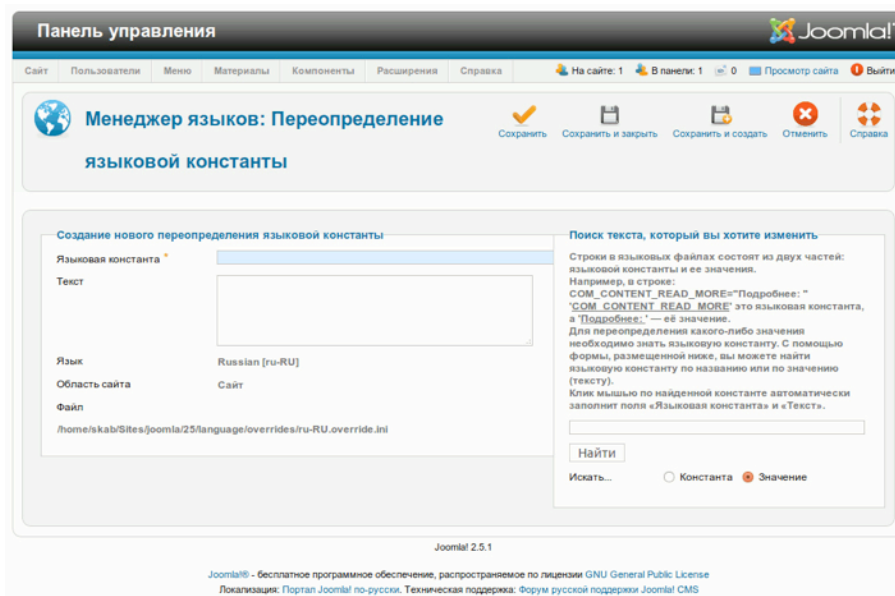 Панель управления
Joomla!
Сайт Пользователи Меню Материалы Компоненты Расширения Справка На сайте: 1 В панели: 1 0 Просмотр сайта Выйти
Менеджер языков: Переопределение
языковой константы
Сохранить Сохранить и закрыть Сохранить и создать Отменить Справка
Создание нового переопределения языковой константы
Языковая константа *
Текст
Язык Russian [ru-RU]
Область сайта Сайт
Файл
/home/skab/Sites/joomla/25/language/overrides/ru-RU.override.ini
Поиск текста, который вы хотите изменить
Строки в языковых файлах состоят из двух частей:
языковой константы и ее значения.
Например, в строке:
COM_CONTENT_READ_MORE="Подробнее: "
'COM_CONTENT_READ_MORE' это языковая константа,
а 'Подробнее: ' — её значение.
Для переопределения какого-либо значения
необходимо знать языковую константу. С помощью
формы, размещенной ниже, вы можете найти
языковую константу по названию или по значению
(тексту).
Клик мышью по найденной константе автоматически
заполнит поля «Языковая константа» и «Текст».
Найти
Искать... Константа Значение
Joomla! 2.5.1
Joomla!® - бесплатное программное обеспечение, распространяемое по лицензии GNU General Public License
Локализация: Портал Joomla! по-русски. Техническая поддержка: Форум русской поддержки Joomla! CMS